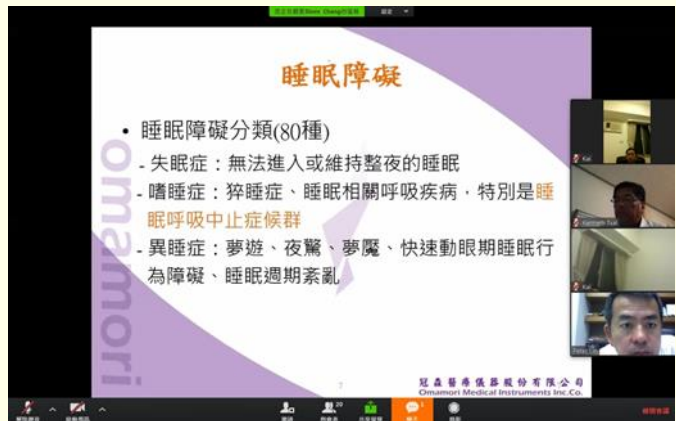 睡眠障礙
• 睡眠障礙分類(80種)
- 失眠症：無法進入或維持整夜的睡眠
- 嗜睡症：猝睡症、睡眠相關呼吸疾病，特別是睡
眠呼吸中止症候群
- 異睡症：夢遊、夜驚、夢魘、快速動眼期睡眠行
為障礙、睡眠週期紊亂
omamori
7
冠森醫療儀器股份有限公司
Omamori Medical Instruments Inc.Co.
Kai
Kenneth
Kai